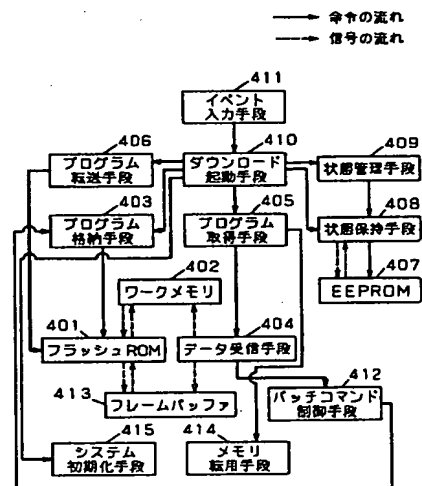 命令の流れ
信号の流れ
411
イベント
入力手段
406
プログラム
転送手段
410
ダウンロード
起動手段
409
状態管理手段
403
プログラム
格納手段
405
プログラム
取得手段
408
状態保持手段
402
ワークメモリ
407
EEPROM
401
フラッシュROM
404
データ受信手段
412
パッチコマンド
制御手段
413
フレームバッファ
415
システム
初期化手段
414
メモリ
転用手段